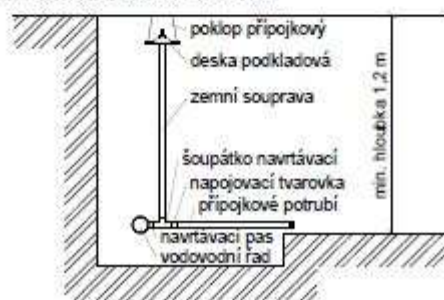 poklop přípojkový
deska podkladová
zemní souprava
min. hloubka 1,2 m
šoupátko navrtávací
napojovací tvarovka
přípojkové potrubí
navrtávací pas
vodovodní řad